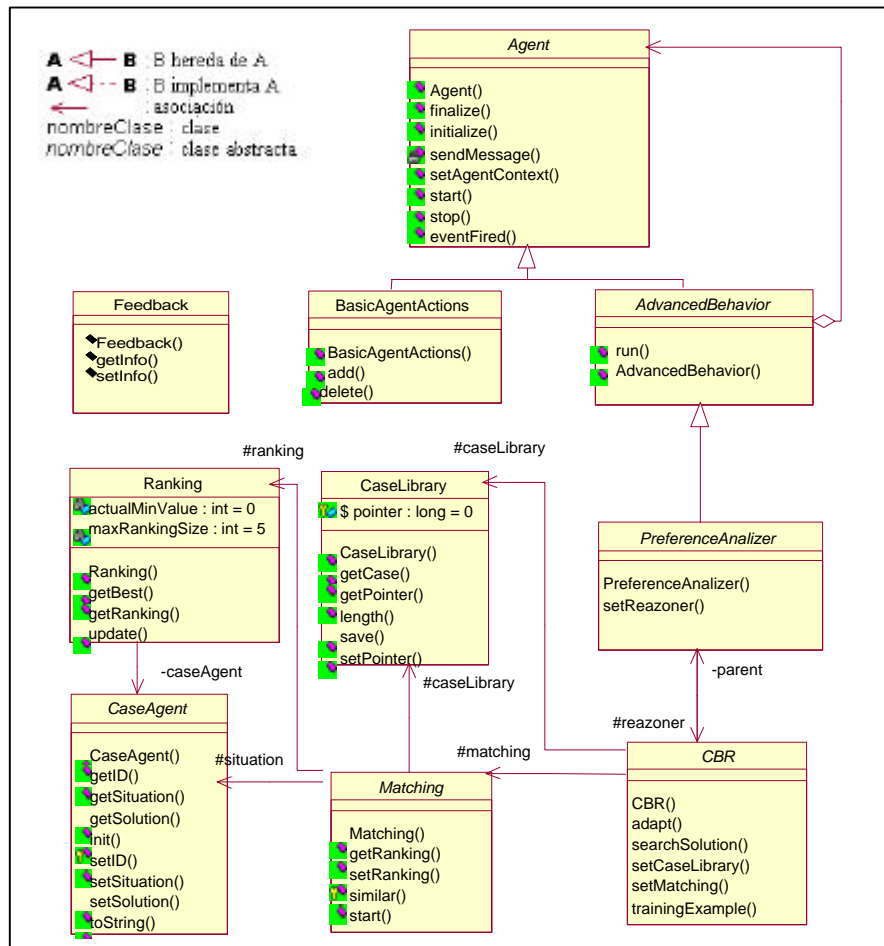 A B : B hereda de A
A B : B implementa A
: asociación
nombreClase : clase
nombreClase : clase abstracta
Agent
Agent()
finalize()
initialize()
sendMessage()
setAgentContext()
start()
stop()
eventFired()
Feedback
Feedback()
getInfo()
setInfo()
BasicAgentActions
BasicAgentActions()
add()
delete()
AdvancedBehavior
run()
AdvancedBehavior()
#ranking
#caseLibrary
Ranking
actualMinValue : int = 0
maxRankingSize : int = 5
Ranking()
getBest()
getRanking()
update()
CaseLibrary
$ pointer : long = 0
CaseLibrary()
getCase()
getPointer()
length()
save()
setPointer()
PreferenceAnalizer
PreferenceAnalizer()
setReazoner()
-caseAgent
#caseLibrary
-parent
#reazoner
CaseAgent
CaseAgent()
getID()
getSituation()
getSolution()
init()
setID()
setSituation()
setSolution()
toString()
#situation
#matching
Matching
Matching()
getRanking()
setRanking()
similar()
start()
CBR
CBR()
adapt()
searchSolution()
setCaseLibrary()
setMatching()
trainingExample()